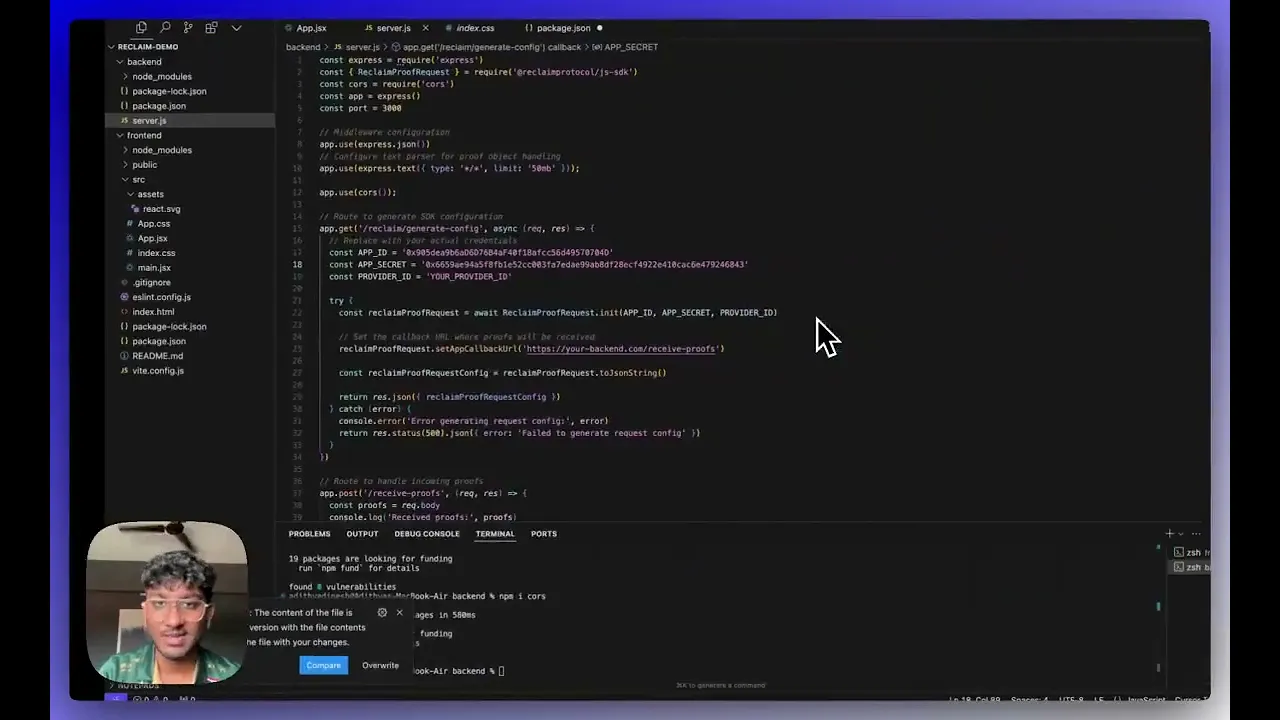 App.jsx
JS server.js ×
index.css
{} package.json
RECLAIM-DEMO
backend
node_modules
package-lock.json
package.json
server.js
frontend
node_modules
public
src
assets
react.svg
App.css
App.jsx
index.css
main.jsx
.gitignore
eslint.config.js
index.html
package-lock.json
package.json
README.md
vite.config.js
backend > JS server.js > app.get('/reclaim/generate-config') callback > APP_SECRET
1 const express = require('express')
2 const { ReclaimProofRequest } = require('@reclaimprotocol/js-sdk')
3 const cors = require('cors')
4 const app = express()
5 const port = 3000
6
7 // Middleware configuration
8 app.use(express.json())
9 // Configure text parser for proof object handling
10 app.use(express.text({ type: '*/*', limit: '50mb' }));
11
12 app.use(cors());
13
14 // Route to generate SDK configuration
15 app.get('/reclaim/generate-config', async (req, res) => {
16 // Replace with your actual credentials
17 const APP_ID = '0x905dea9b6aD6D76B4aF40f18afcc56d49570704D'
18 const APP_SECRET = '0x6659ae94a5f8fb1e52cc003fa7edae99ab8df28ecf4922e410cac6e479246843'
19 const PROVIDER_ID = 'YOUR_PROVIDER_ID'
20
21 try {
22 const reclaimProofRequest = await ReclaimProofRequest.init(APP_ID, APP_SECRET, PROVIDER_ID)
23
24 // Set the callback URL where proofs will be received
25 reclaimProofRequest.setAppCallbackUrl('https://your-backend.com/receive-proofs')
26
27 const reclaimProofRequestConfig = reclaimProofRequest.toJsonString()
28
29 return res.json({ reclaimProofRequestConfig })
30 } catch (error) {
31 console.error('Error generating request config:', error)
32 return res.status(500).json({ error: 'Failed to generate request config' })
33 }
34 })
35
36 // Route to handle incoming proofs
37 app.post('/receive-proofs', (req, res) => {
38 const proofs = req.body
39 console.log('Received proofs:', proofs)
PROBLEMS OUTPUT DEBUG CONSOLE TERMINAL PORTS
19 packages are looking for funding
run `npm fund` for details
found 0 vulnerabilities
adithyadinesh@Adithyas-MacBook-Air backend % npm i cors
ages in 580ms
funding
s
ook-Air backend %
zsh
zsh
: The content of the file is
version with the file contents
he file with your changes.
Compare Overwrite
NOTEPADS
⌘K to generate a command
Ln 18, Col 89 Spaces: 4 UTF-8 LF {} JavaScript